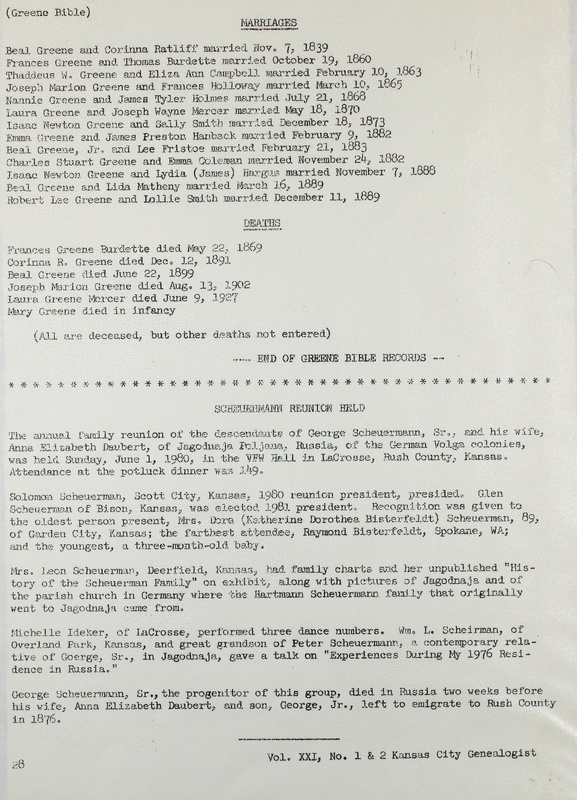 (Greene Bible)
MARRIAGES
Beal Greene and Corinna Ratliff married Nov. 7, 1839
Frances Greene and Thomas Burdette married October 19, 1860
Thaddeus W. Greene and Eliza Ann Campbell married February 10, 1863
Joseph Marion Greene and Frances Holloway married March 10, 1865
Nannie Greene and James Tyler Holmes married July 21, 1868
Laura Greene and Joseph Wayne Mercer married May 18, 1870
Isaac Newton Greene and Sally Smith married December 18, 1873
Emma Greene and James Preston Hanback married February 9, 1882
Beal Greene, Jr. and Lee Fristoe married February 21, 1883
Charles Stuart Greene and Emma Coleman married November 24, 1882
Isaac Newton Greene and Lydia (James) Hargus married November 7, 1888
Beal Greene and Lida Matheny married March 16, 1889
Robert Lee Greene and Lollie Smith married December 11, 1889
DEATHS
Frances Greene Burdette died May 22, 1869
Corinna R. Greene died Dec. 12, 1891
Beal Greene died June 22, 1899
Joseph Marion Greene died Aug. 13, 1902
Laura Greene Mercer died June 9, 1927
Mary Greene died in infancy
(All are deceased, but other deaths not entered)
---- END OF GREENE BIBLE RECORDS --
* * * * * * * * * * * * * * * * * * * * * * * * * * * * * * * * * * * * * * * *
SCHEUERMANN REUNION HELD
The annual family reunion of the descendants of George Scheuermann, Sr., and his wife,
Anna Elizabeth Daubert, of Jagodnaja Poljana, Russia, of the German Volga colonies,
was held Sunday, June 1, 1980, in the VFW Hall in LaCrosse, Rush County, Kansas.
Attendance at the potluck dinner was 149.
Solomon Scheuerman, Scott City, Kansas, 1980 reunion president, presided. Glen
Scheuerman of Bison, Kansas, was elected 1981 president. Recognition was given to
the oldest person present, Mrs. Dora (Katherine Dorothea Bisterfeldt) Scheuerman, 89,
of Garden City, Kansas; the farthest attendee, Raymond Bisterfeldt, Spokane, WA;
and the youngest, a three-month-old baby.
Mrs. Leon Scheuerman, Deerfield, Kansas, had family charts and her unpublished "His-
tory of the Scheuerman Family" on exhibit, along with pictures of Jagodnaja and of
the parish church in Germany where the Hartmann Scheuermann family that originally
went to Jagodnaja came from.
Michelle Ideker, of LaCrosse, performed three dance numbers. Wm. L. Scheirman, of
Overland Park, Kansas, and great grandson of Peter Scheuermann, a contemporary rela-
tive of Goerge, Sr., in Jagodnaja, gave a talk on "Experiences During My 1976 Resi-
dence in Russia."
George Scheuermann, Sr., the progenitor of this group, died in Russia two weeks before
his wife, Anna Elizabeth Daubert, and son, George, Jr., left to emigrate to Rush County
in 1876.
Vol. XXI, No. 1 & 2 Kansas City Genealogist
28